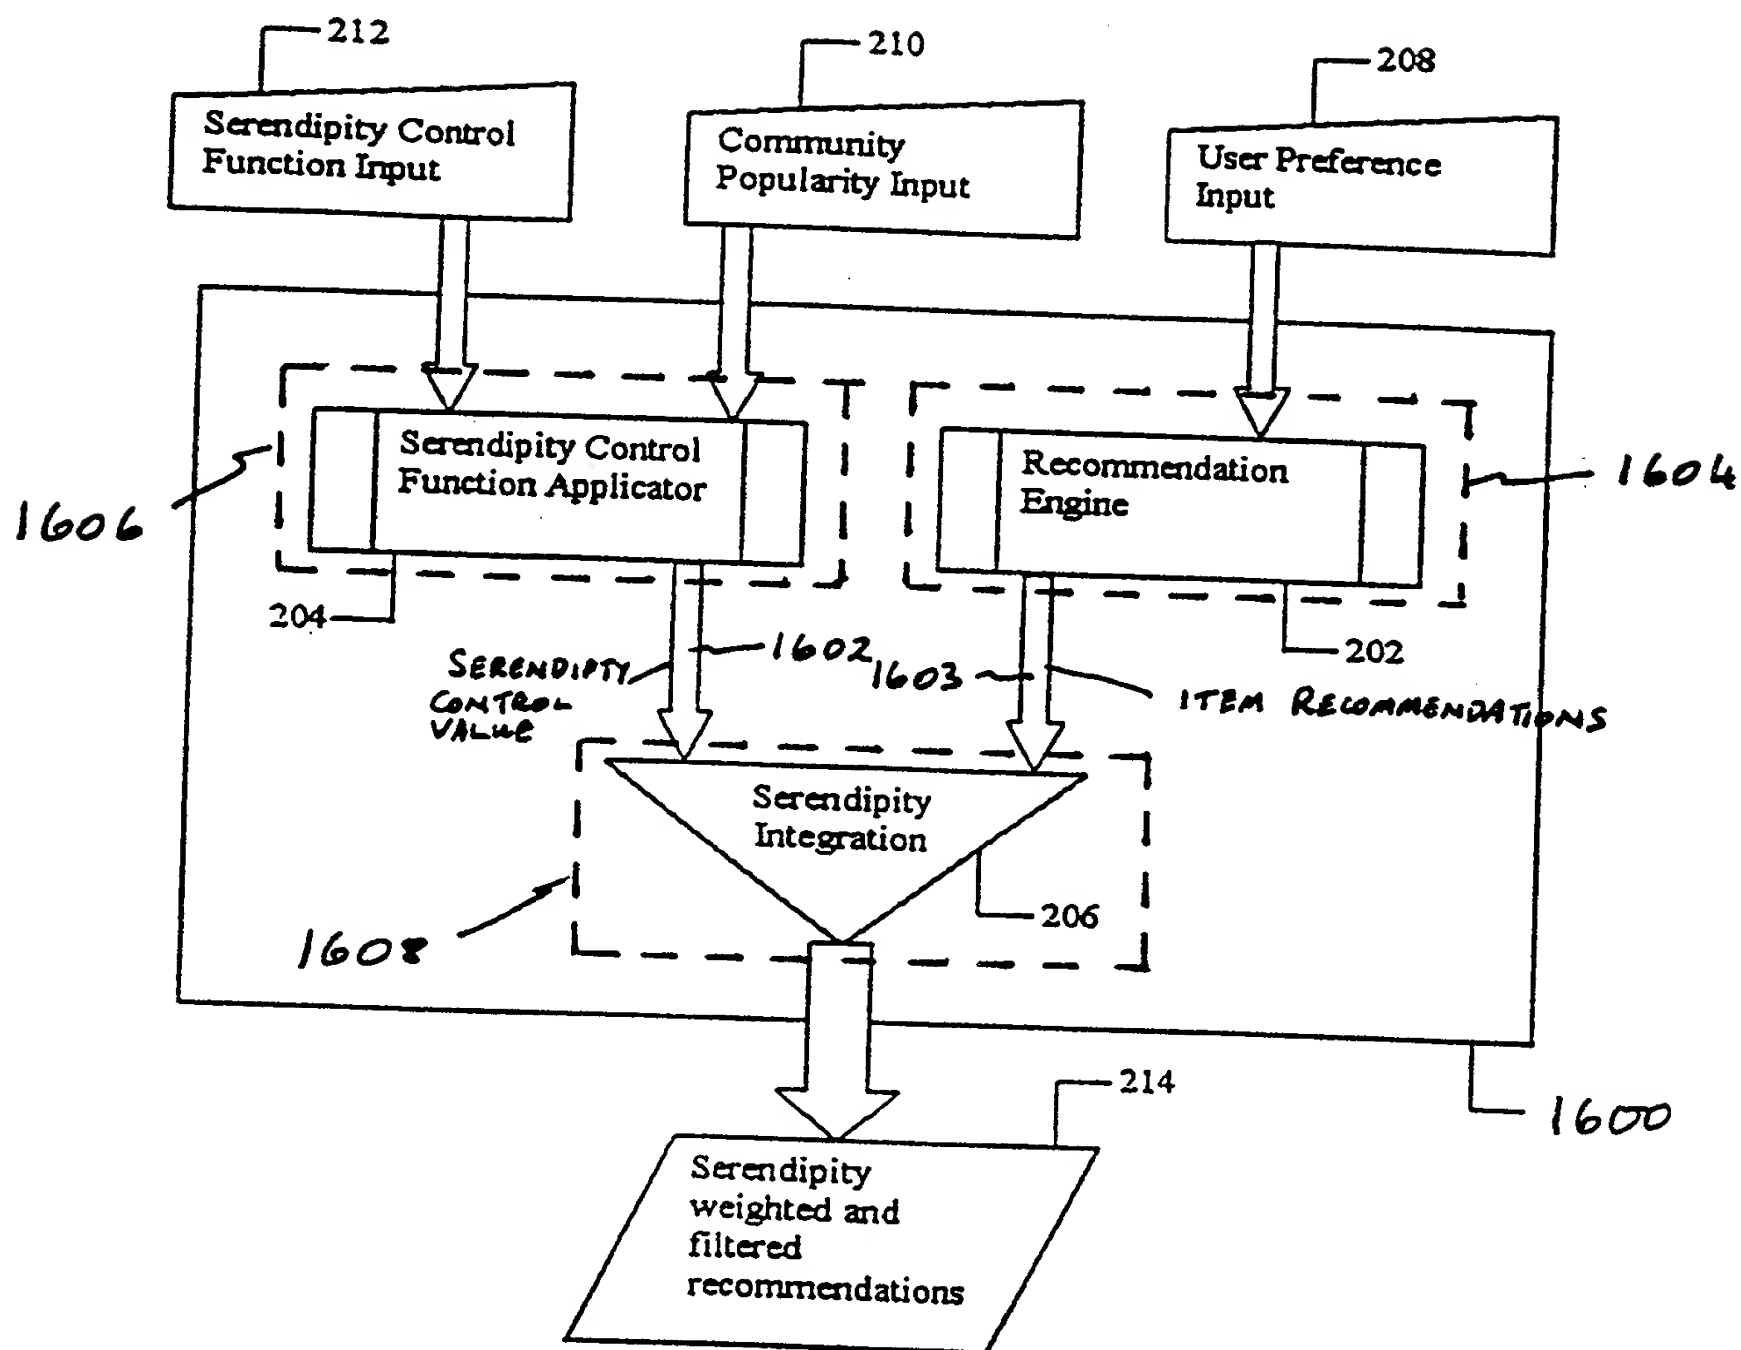 212
210
208
Serendipity Control
Function Input
Community
Popularity Input
User Preference
Input
Serendipity Control
Function Applicator
Recommendation
Engine
1606
1604
204
1602
202
SERENDIPTY
CONTROL
VALUE
1603
ITEM RECOMMENDATIONS
Serendipity
Integration
206
1608
214
1600
Serendipity
weighted and
filtered
recommendations